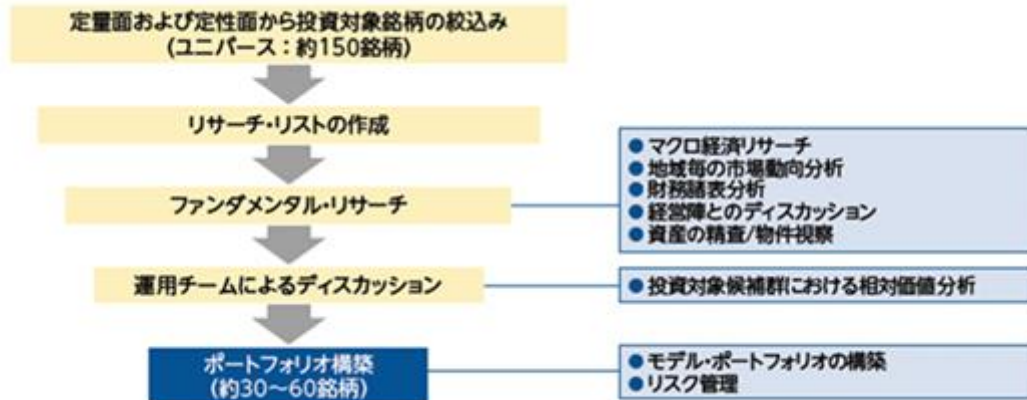 定量面および定性面から投資対象銘柄の絞込み
(ユニバース：約150銘柄)
リサーチ・リストの作成
ファンダメンタル・リサーチ
● マクロ経済リサーチ
● 地域毎の市場動向分析
● 財務諸表分析
● 経営陣とのディスカッション
● 資産の精査/物件視察
運用チームによるディスカッション
● 投資対象候補群における相対価値分析
ポートフォリオ構築
(約30～60銘柄)
● モデル・ポートフォリオの構築
● リスク管理